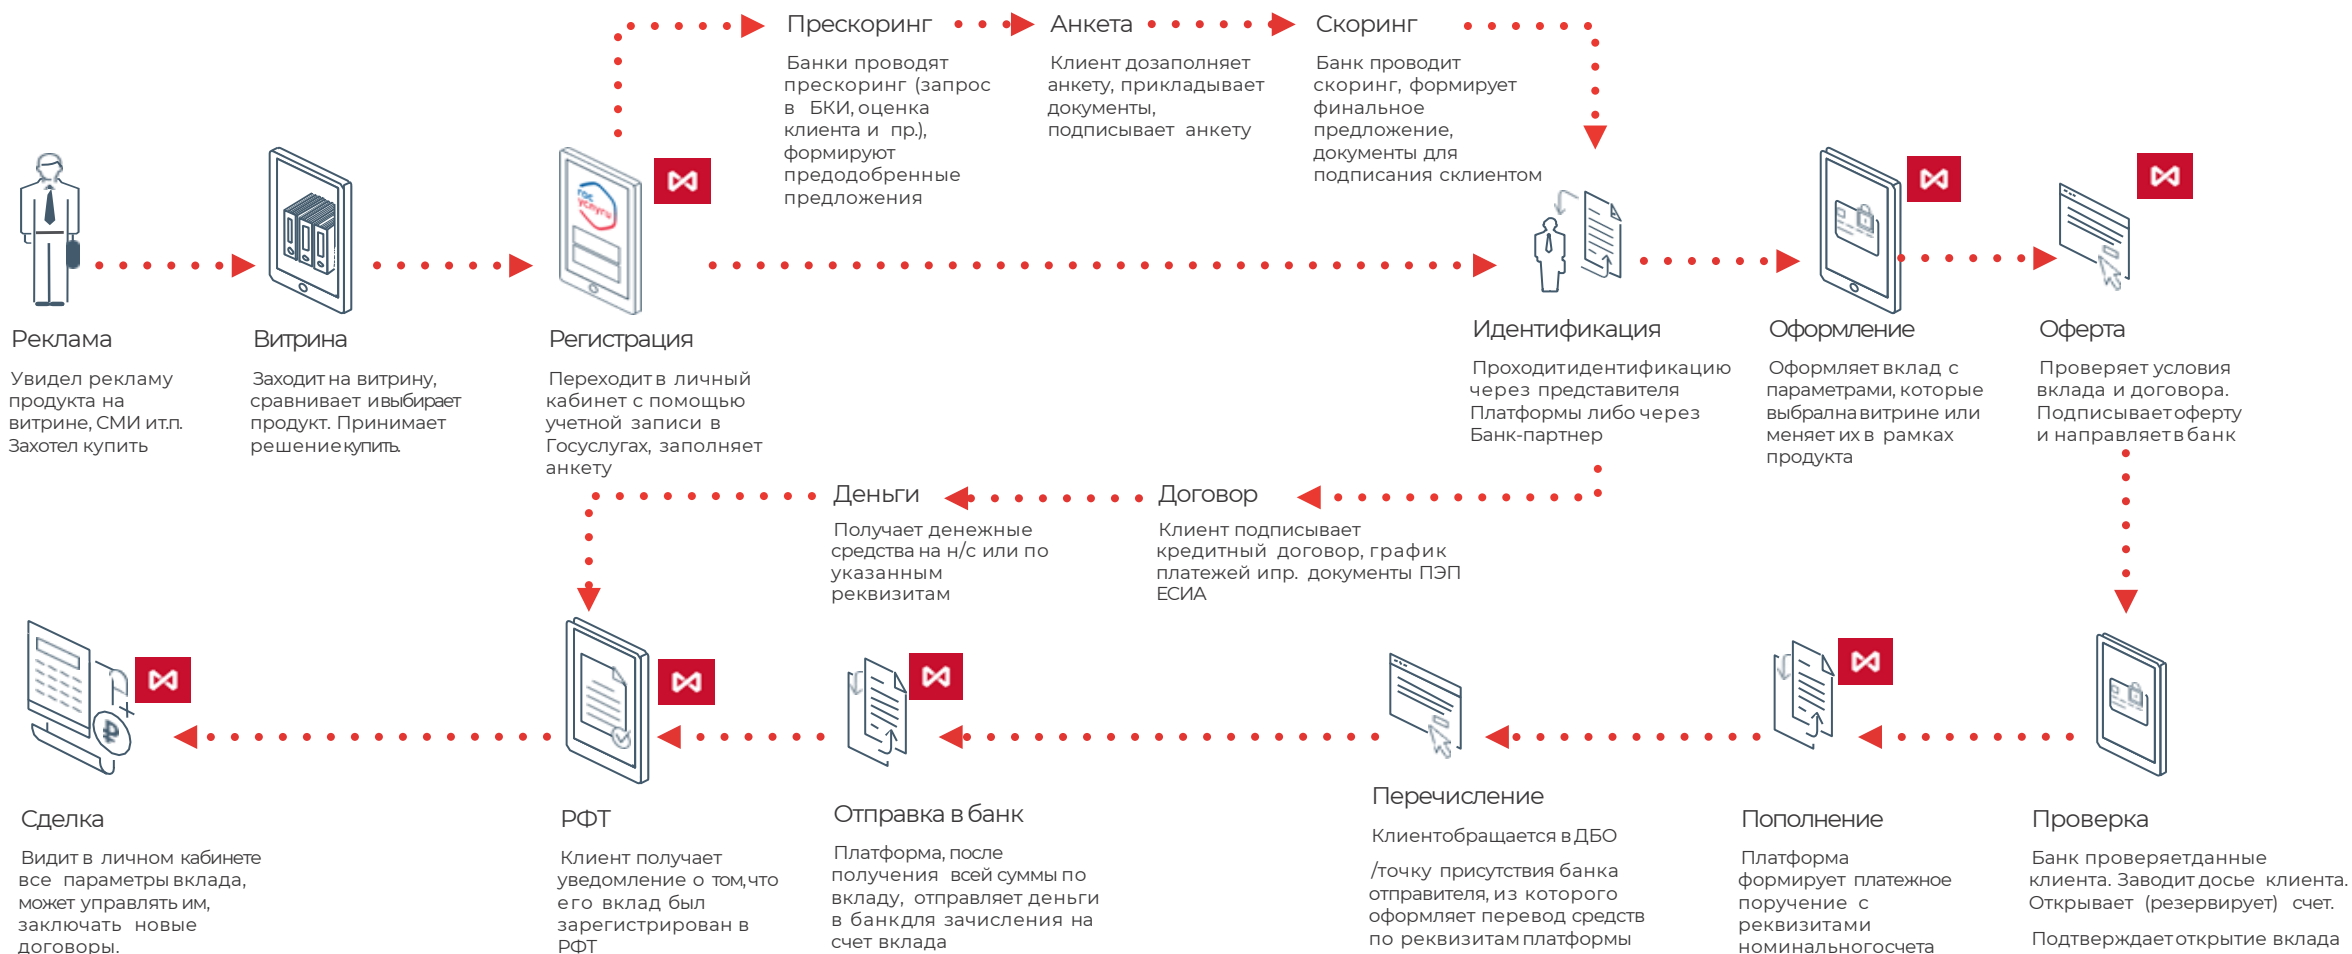 Прескоринг
Банки проводят
прескоринг (запрос
в БКИ, оценка
клиента и пр.),
формируют
предодобренные
предложения
Анкета
Клиент дозаполняет
анкету, прикладывает
документы,
подписывает анкету
Скоринг
Банк проводит
скоринг, формирует
финальное
предложение,
документы для
подписания склиентом
гос
услуги
Реклама
Увидел рекламу
продукта на
витрине, СМИ ит.п.
Захотел купить
Витрина
Заходит на витрину,
сравнивает ивыбирает
продукт. Принимает
решениекупить.
Регистрация
Переходит в личный
кабинет с помощью
учетной записи в
Госуслугах, заполняет
анкету
Идентификация
Проходитидентификацию
через представителя
Платформы либо через
Банк-партнер
Оформление
Оформляет вклад с
параметрами, которые
выбралнавитрине или
меняет их в рамках
продукта
Оферта
Проверяет условия
вклада и договора.
Подписываетоферту
и направляет в банк
Деньги
Получает денежные
средства на н/с или по
указанным
реквизитам
Договор
Клиент подписывает
кредитный договор, график
платежей ипр. документы ПЭП
ЕСИА
Сделка
Видит в личном кабинете
все параметры вклада,
может управлять им,
заключать новые
договоры.
РФТ
Клиент получает
уведомление о том,что
его вклад был
зарегистрирован в
РФТ
Отправка в банк
Платформа, после
получения всей суммы по
вкладу, отправляет деньги
в банкдля зачисления на
счет вклада
Перечисление
Клиентобращается в ДБО
/точку присутствия банка
отправителя, из которого
оформляет перевод средств
по реквизитам платформы
Пополнение
Платформа
формирует платежное
поручение с
реквизитами
номинальногосчета
Проверка
Банк проверяетданные
клиента. Заводит досье клиента.
Открывает (резервирует) счет.
Подтверждает открытие вклада